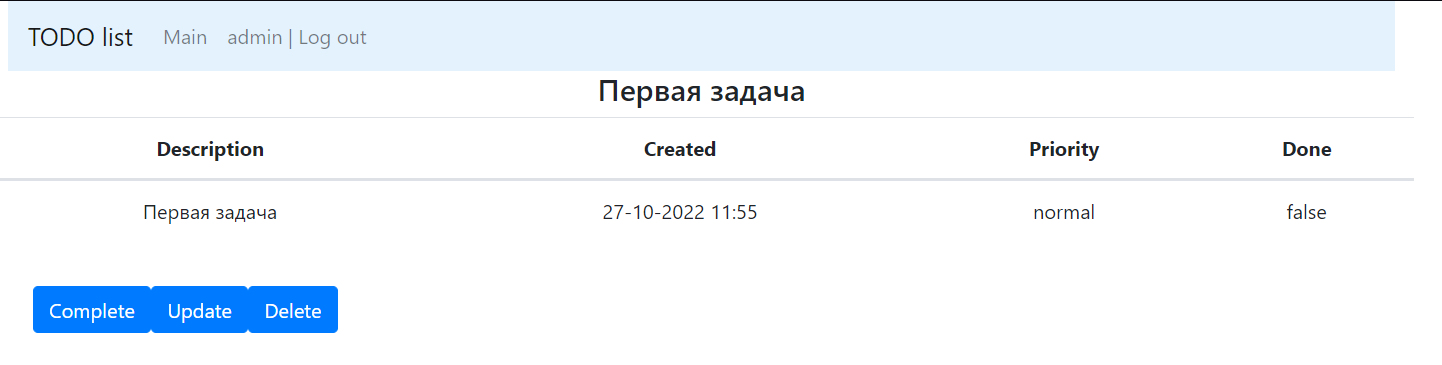 TODO list Main admin | Log out
Первая задача
Description Created Priority Done
Первая задача 27-10-2022 11:55 normal false
Complete Update Delete